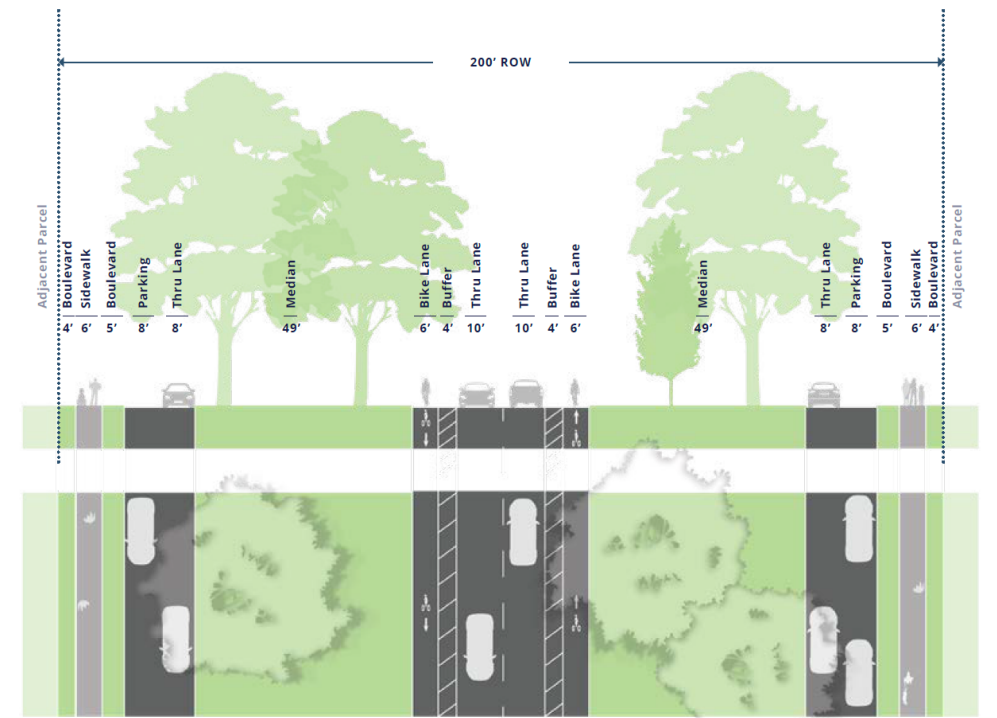 200’ ROW
Adjacent Parcel
Boulevard
Sidewalk
Boulevard
Parking
Thru Lane
Median
Bike Lane
Buffer
Thru Lane
Thru Lane
Buffer
Bike Lane
Median
Thru Lane
Parking
Boulevard
Sidewalk
Boulevard
Adjacent Parcel
4’ 6’ 5’ 8’ 8’ 49’ 6’ 4’ 10’ 10’ 4’ 6’ 49’ 8’ 8’ 5’ 6’ 4’